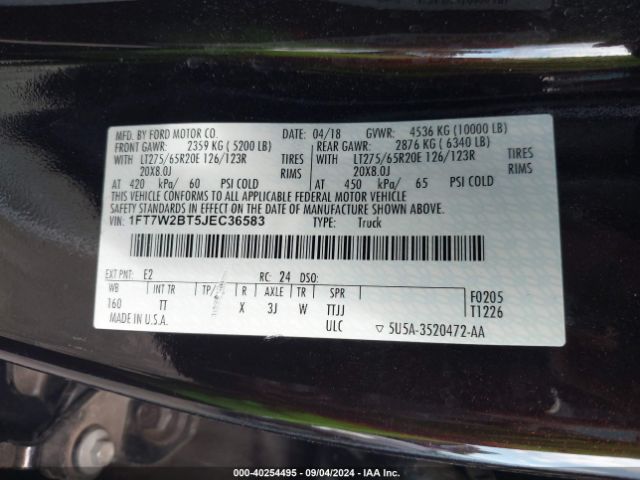 MFD. BY FORD MOTOR CO. DATE: 04/18 GVWR: 4536 KG (10000 LB)
FRONT GAWR: 2359 KG ( 5200 LB) REAR GAWR: 2876 KG ( 6340 LB)
WITH LT275/65R20E 126/123R TIRES WITH LT275/65R20E 126/123R TIRES
20X8.0J RIMS 20X8.0J RIMS
AT 420 kPa/ 60 PSI COLD AT 450 kPa/ 65 PSI COLD
THIS VEHICLE CONFORMS TO ALL APPLICABLE FEDERAL MOTOR VEHICLE
SAFETY STANDARDS IN EFFECT ON THE DATE OF MANUFACTURE SHOWN ABOVE.
VIN: 1FT7W2BT5JEC36583 TYPE: Truck
EXT PNT: E2 RC: 24 DSO:
WB INT TR TP/ R AXLE TR SPR F0205
160 TT X 3J W TTJJ T1226
MADE IN U.S.A. ULC ▽ 5U5A-3520472-AA
000-40254495 - 09/04/2024 - IAA Inc.